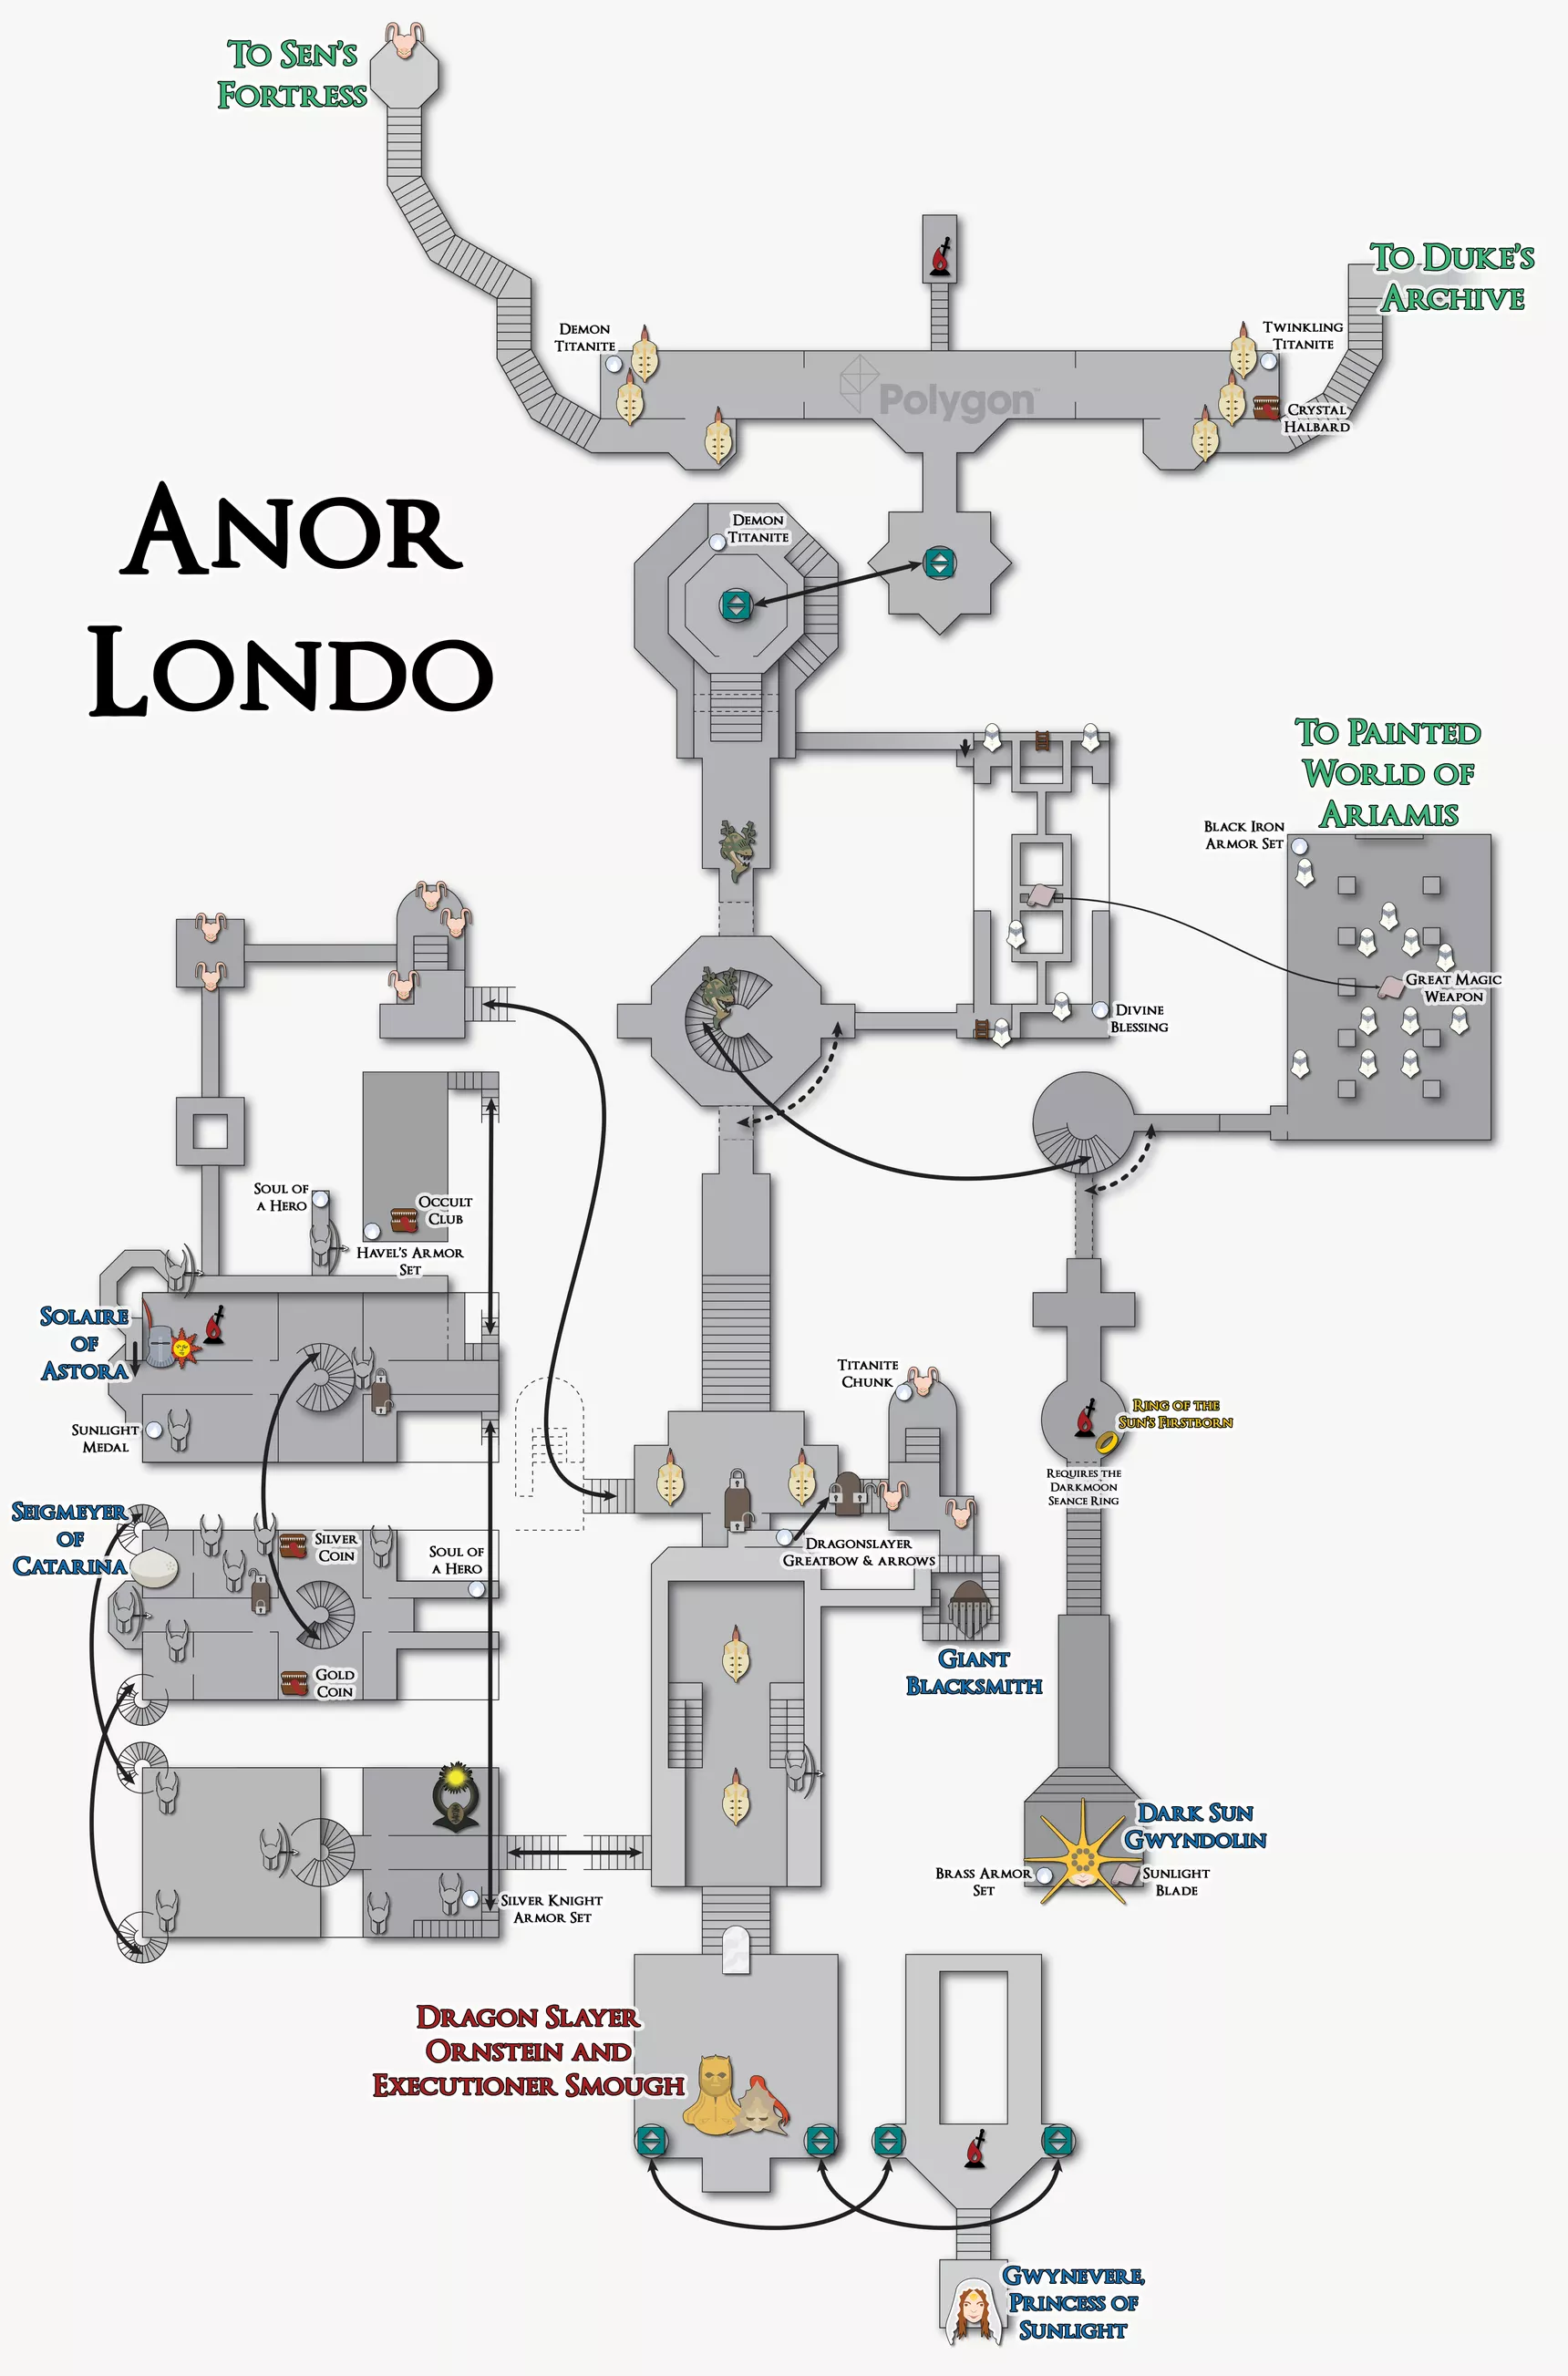 To Sen's
Fortress
To Duke's
Archive
Demon
Titanite
Twinkling
Titanite
Polygon
Crystal
Halbard
Anor
Londo
Demon
Titanite
To Painted
World of
Ariamis
Black Iron
Armor Set
Great Magic
Weapon
Divine
Blessing
Soul of
a Hero
Occult
Club
Havel's Armor
Set
Solaire
of
Astora
Sunlight
Medal
Titanite
Chunk
Ring of the
Sun's Firstborn
Requires the
Darkmoon
Seance Ring
Seigmeyer
of
Catarina
Silver
Coin
Soul of
a Hero
Dragonslayer
Greatbow & Arrows
Giant
Blacksmith
Gold
Coin
Dark Sun
Gwyndolin
Brass Armor
Set
Sunlight
Blade
Silver Knight
Armor Set
Dragon Slayer
Ornstein and
Executioner Smough
Gwynevere,
Princess of
Sunlight